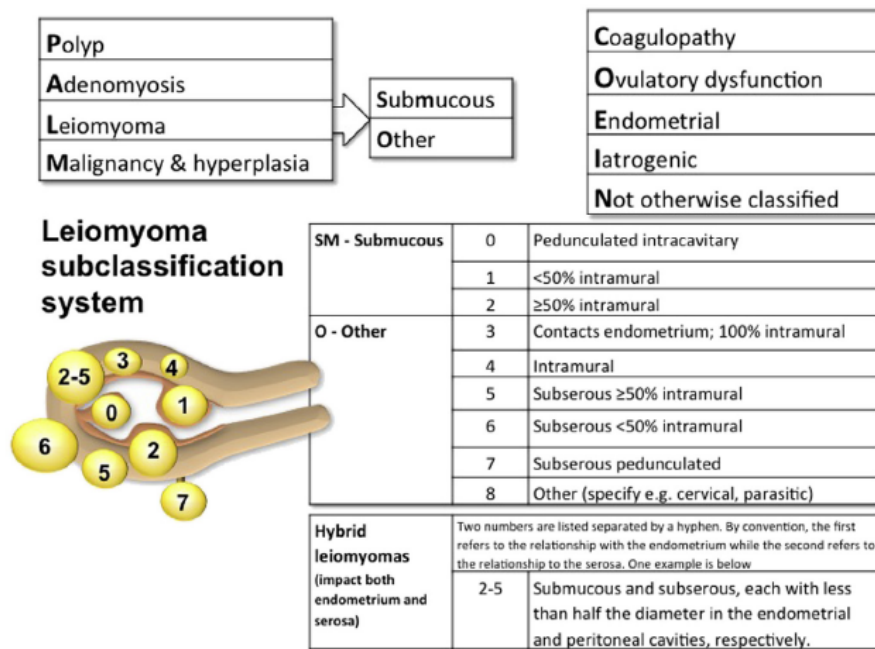 Polyp
Adenomyosis
Leiomyoma
Malignancy & hyperplasia
Submucous
Other
Coagulopathy
Ovulatory dysfunction
Endometrial
Iatrogenic
Not otherwise classified
Leiomyoma
subclassification
system
2-5
3
4
0
1
6
5
2
7
SM - Submucous
0 Pedunculated intracavitary
1 <50% intramural
2 ≥50% intramural
O - Other
3 Contacts endometrium; 100% intramural
4 Intramural
5 Subserous ≥50% intramural
6 Subserous <50% intramural
7 Subserous pedunculated
8 Other (specify e.g. cervical, parasitic)
Hybrid
leiomyomas
(impact both
endometrium and
serosa)
Two numbers are listed separated by a hyphen. By convention, the first
refers to the relationship with the endometrium while the second refers to
the relationship to the serosa. One example is below
2-5 Submucous and subserous, each with less
than half the diameter in the endometrial
and peritoneal cavities, respectively.